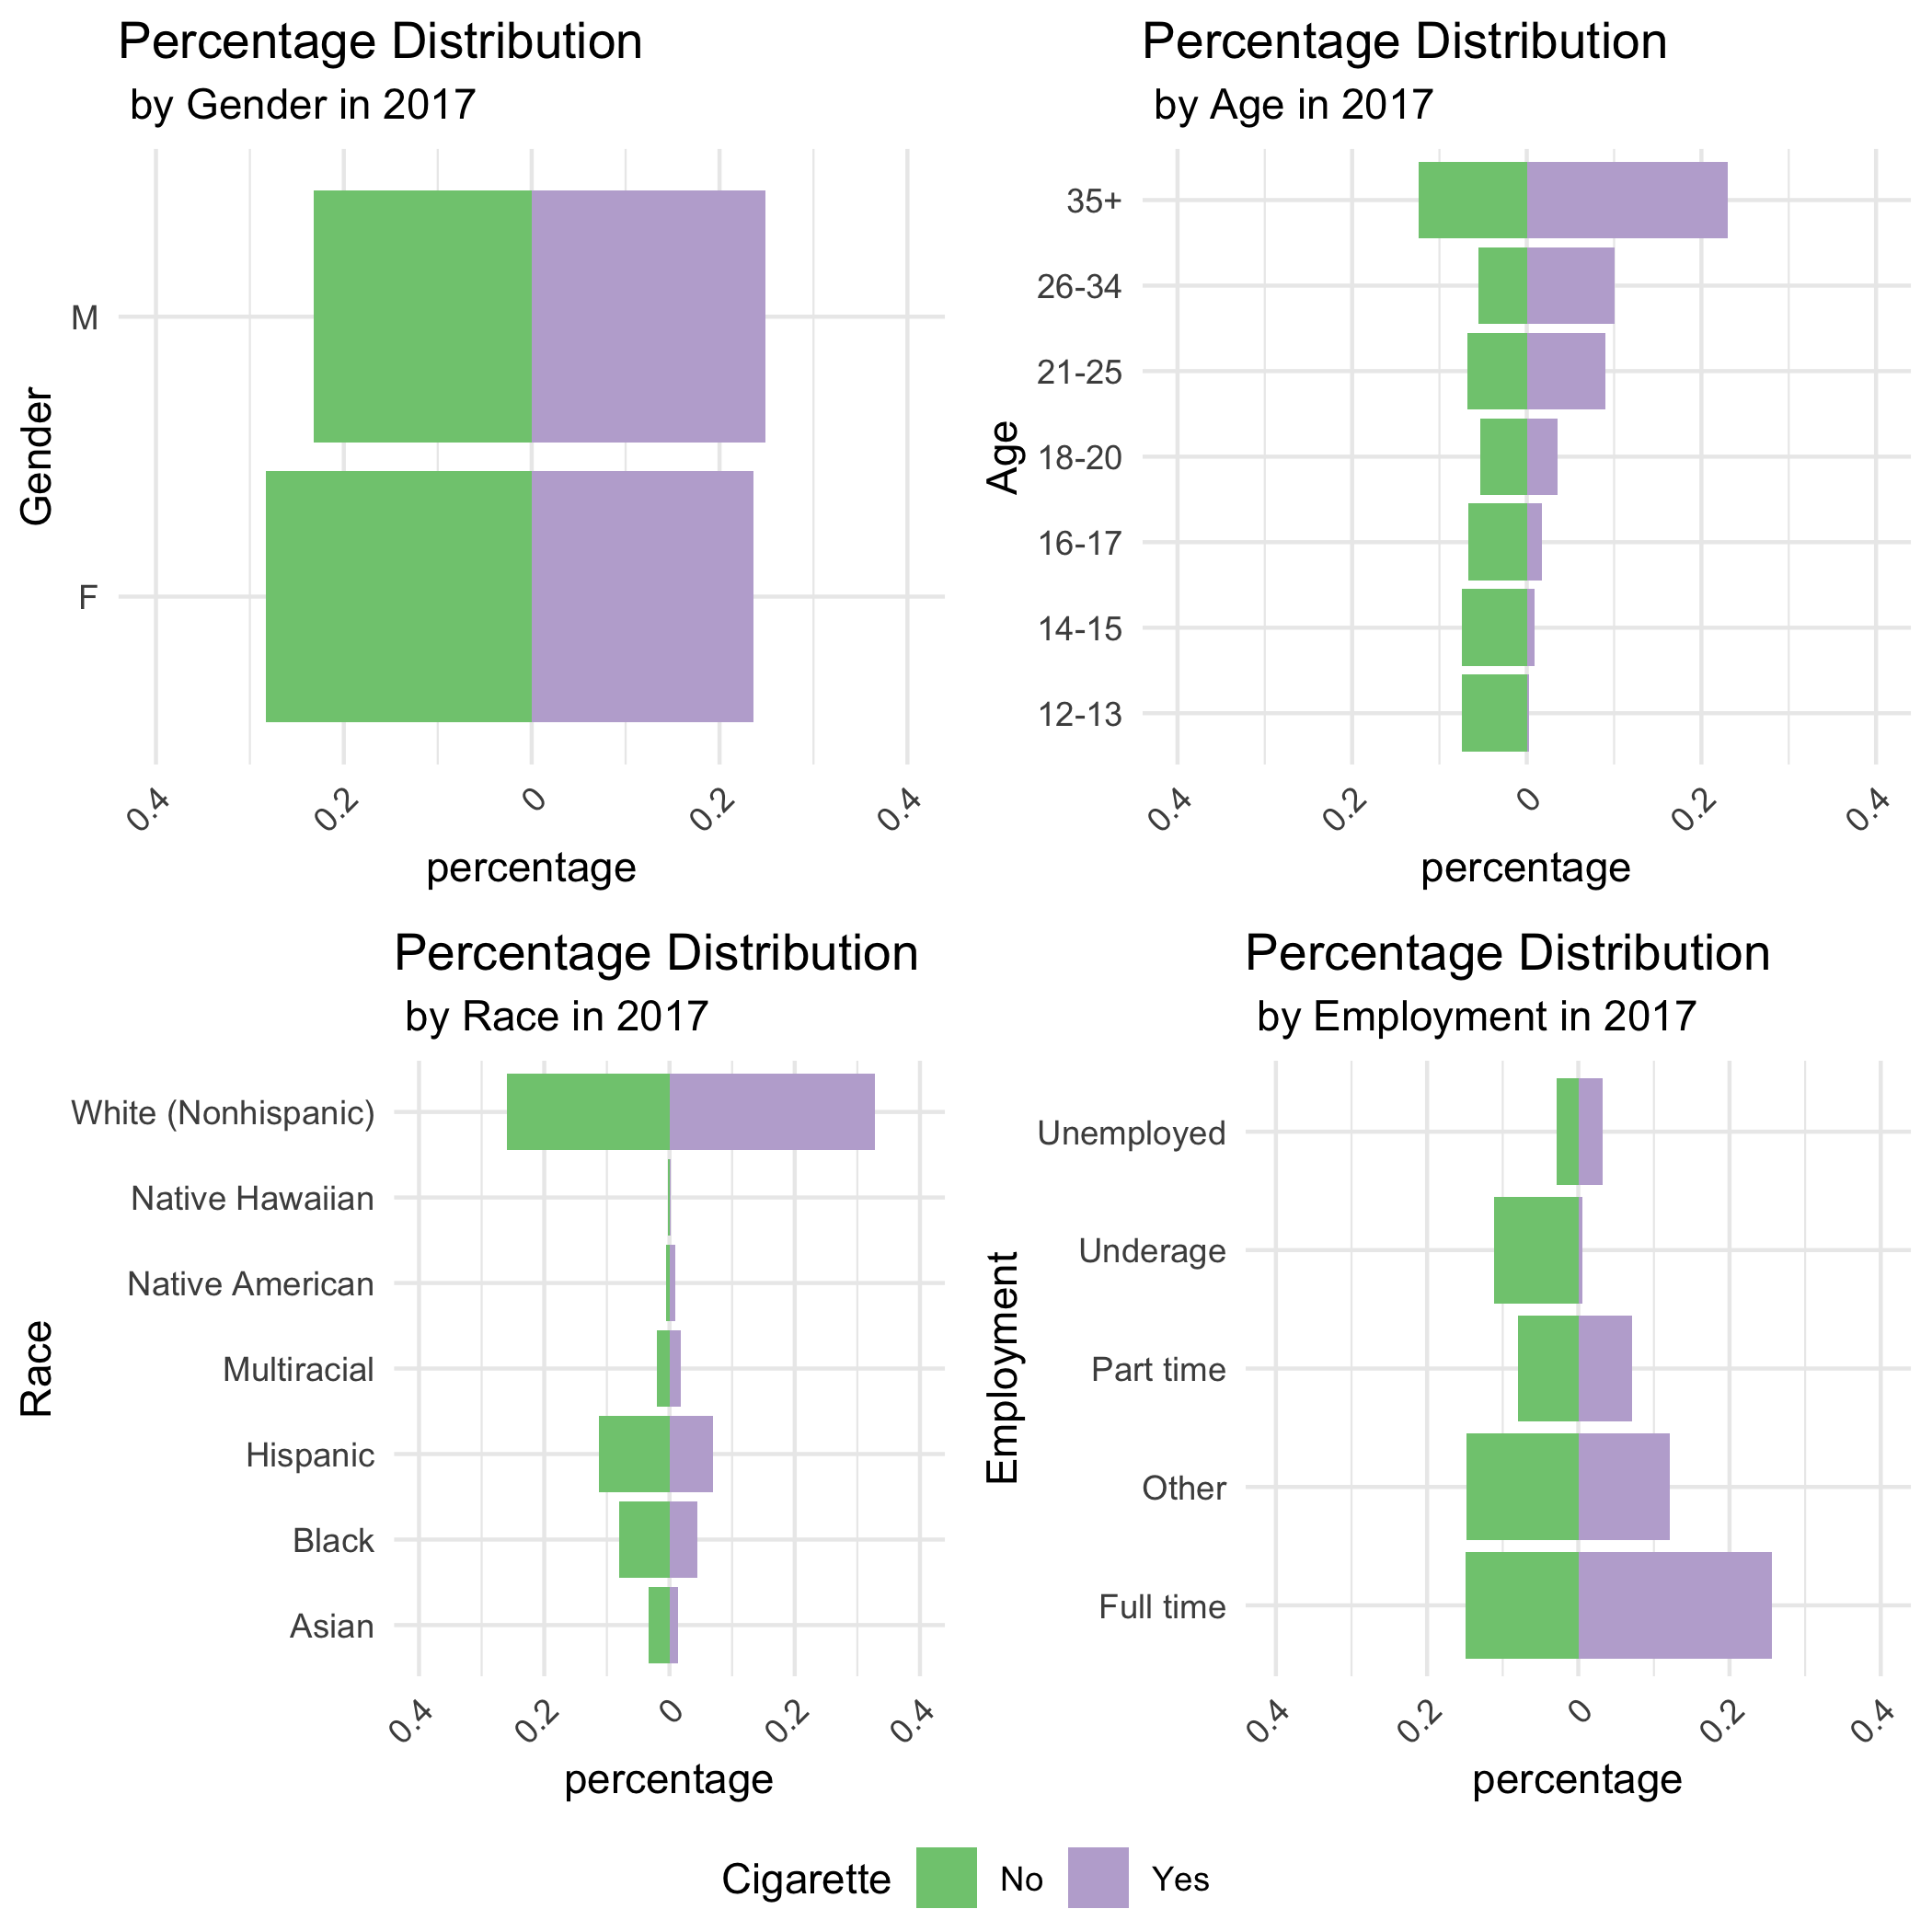 Percentage Distribution
by Gender in 2017
Gender
M
F
0.4
0.2
0
0.2
0.4
percentage
Percentage Distribution
by Age in 2017
Age
35+
26-34
21-25
18-20
16-17
14-15
12-13
0.4
0.2
0
0.2
0.4
percentage
Percentage Distribution
by Race in 2017
Race
White (Nonhispanic)
Native Hawaiian
Native American
Multiracial
Hispanic
Black
Asian
0.4
0.2
0
0.2
0.4
percentage
Percentage Distribution
by Employment in 2017
Employment
Unemployed
Underage
Part time
Other
Full time
0.4
0.2
0
0.2
0.4
percentage
Cigarette No Yes